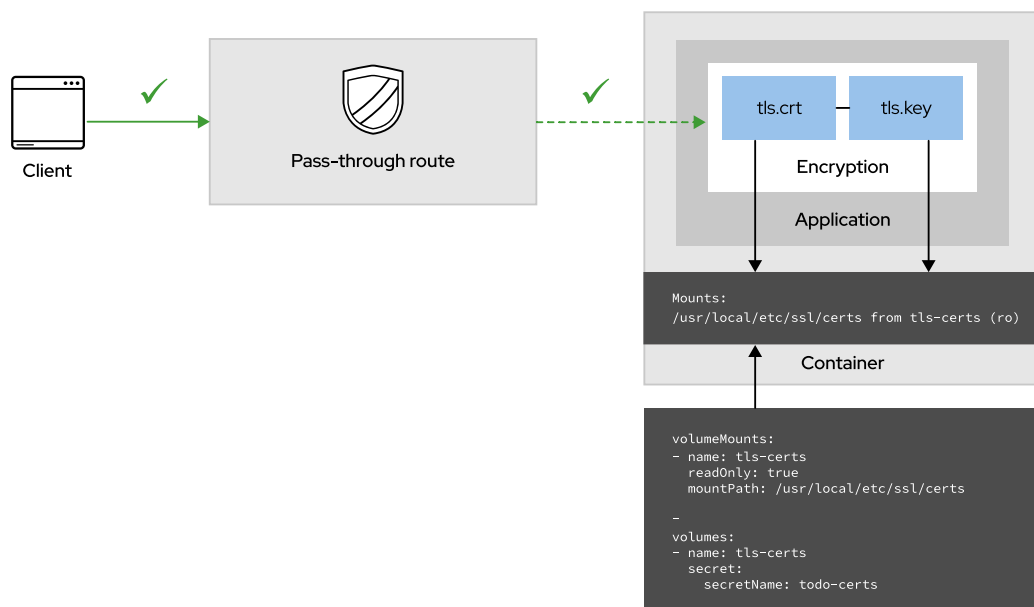 Client
Pass-through route
tls.crt
tls.key
Encryption
Application
Mounts:
/usr/local/etc/ssl/certs from tls-certs (ro)
Container
volumeMounts:
- name: tls-certs
  readOnly: true
  mountPath: /usr/local/etc/ssl/certs
-
volumes:
- name: tls-certs
  secret:
    secretName: todo-certs